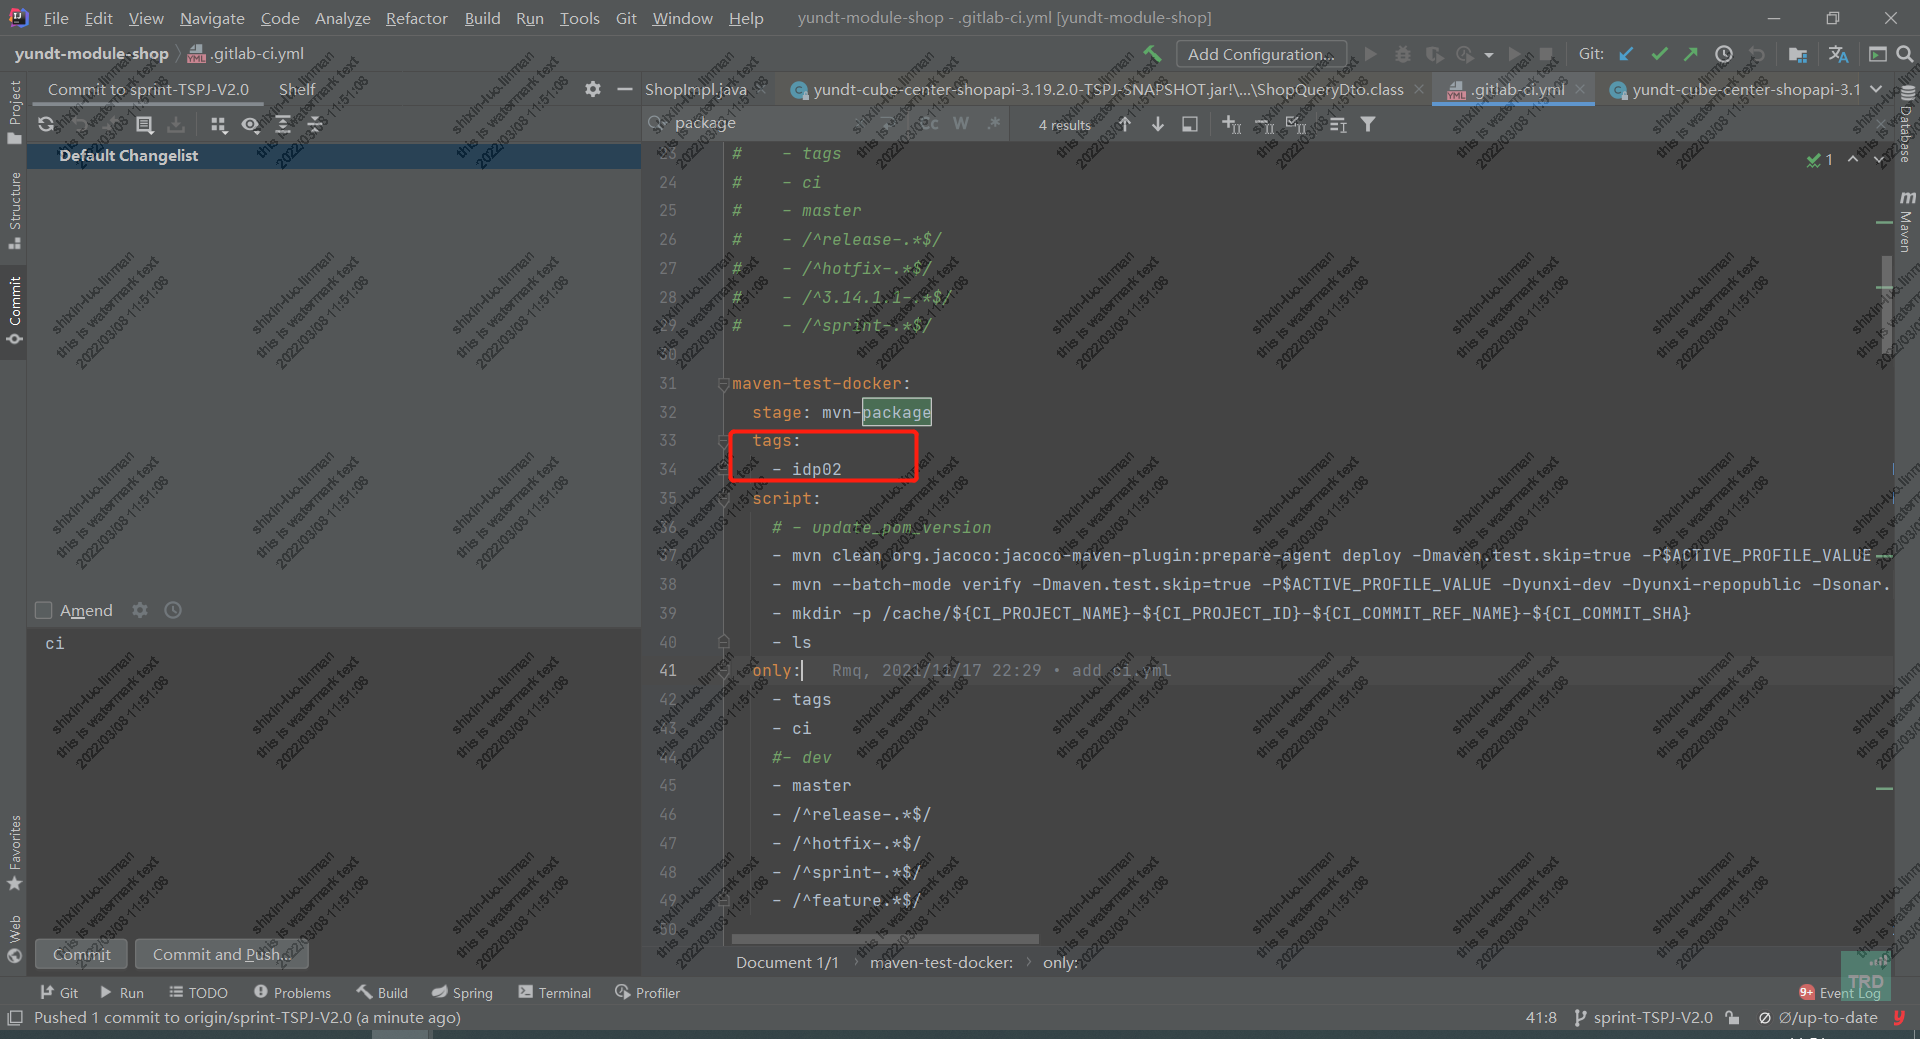 File Edit View Navigate Code Analyze Refactor Build Run Tools Git Window Help yundt-module-shop - .gitlab-ci.yml [yundt-module-shop]
yundt-module-shop .gitlab-ci.yml Add Configuration... Git:
Commit to sprint-TSPJ-V2.0 Shelf
ShopImpl.java yundt-cube-center-shopapi-3.19.2.0-TSPJ-SNAPSHOT.jar!\...\ShopQueryDto.class .gitlab-ci.yml yundt-cube-center-shopapi-3.1
package Cc W .* 4 results
Default Changelist
Project
Structure
Commit
Favorites
Web
Database
Maven
1
23 # - tags
24 # - ci
25 # - master
26 # - /^release-.*$/
27 # - /^hotfix-.*$/
28 # - /^3.14.1.1-.*$/
29 # - /^sprint-.*$/
30
31 maven-test-docker:
32 stage: mvn-package
33 tags:
34 - idp02
35 script:
36 # - update_pom_version
37 - mvn clean org.jacoco:jacoco-maven-plugin:prepare-agent deploy -Dmaven.test.skip=true -P$ACTIVE_PROFILE_VALUE
38 - mvn --batch-mode verify -Dmaven.test.skip=true -P$ACTIVE_PROFILE_VALUE -Dyunxi-dev -Dyunxi-repopublic -Dsonar.
39 - mkdir -p /cache/${CI_PROJECT_NAME}-${CI_PROJECT_ID}-${CI_COMMIT_REF_NAME}-${CI_COMMIT_SHA}
40 - ls
41 only: Rmq, 2021/11/17 22:29 • add ci.yml
42 - tags
43 - ci
44 #- dev
45 - master
46 - /^release-.*$/
47 - /^hotfix-.*$/
48 - /^sprint-.*$/
49 - /^feature.*$/
50
Amend
ci
Commit Commit and Push...
Document 1/1 maven-test-docker: only:
Git Run TODO Problems Build Spring Terminal Profiler 9+ Event Log
TRD
Pushed 1 commit to origin/sprint-TSPJ-V2.0 (a minute ago) 41:8 sprint-TSPJ-V2.0 ∅/up-to-date
shixin-luo.linman
this is watermark text
2022/03/08 11:51:08